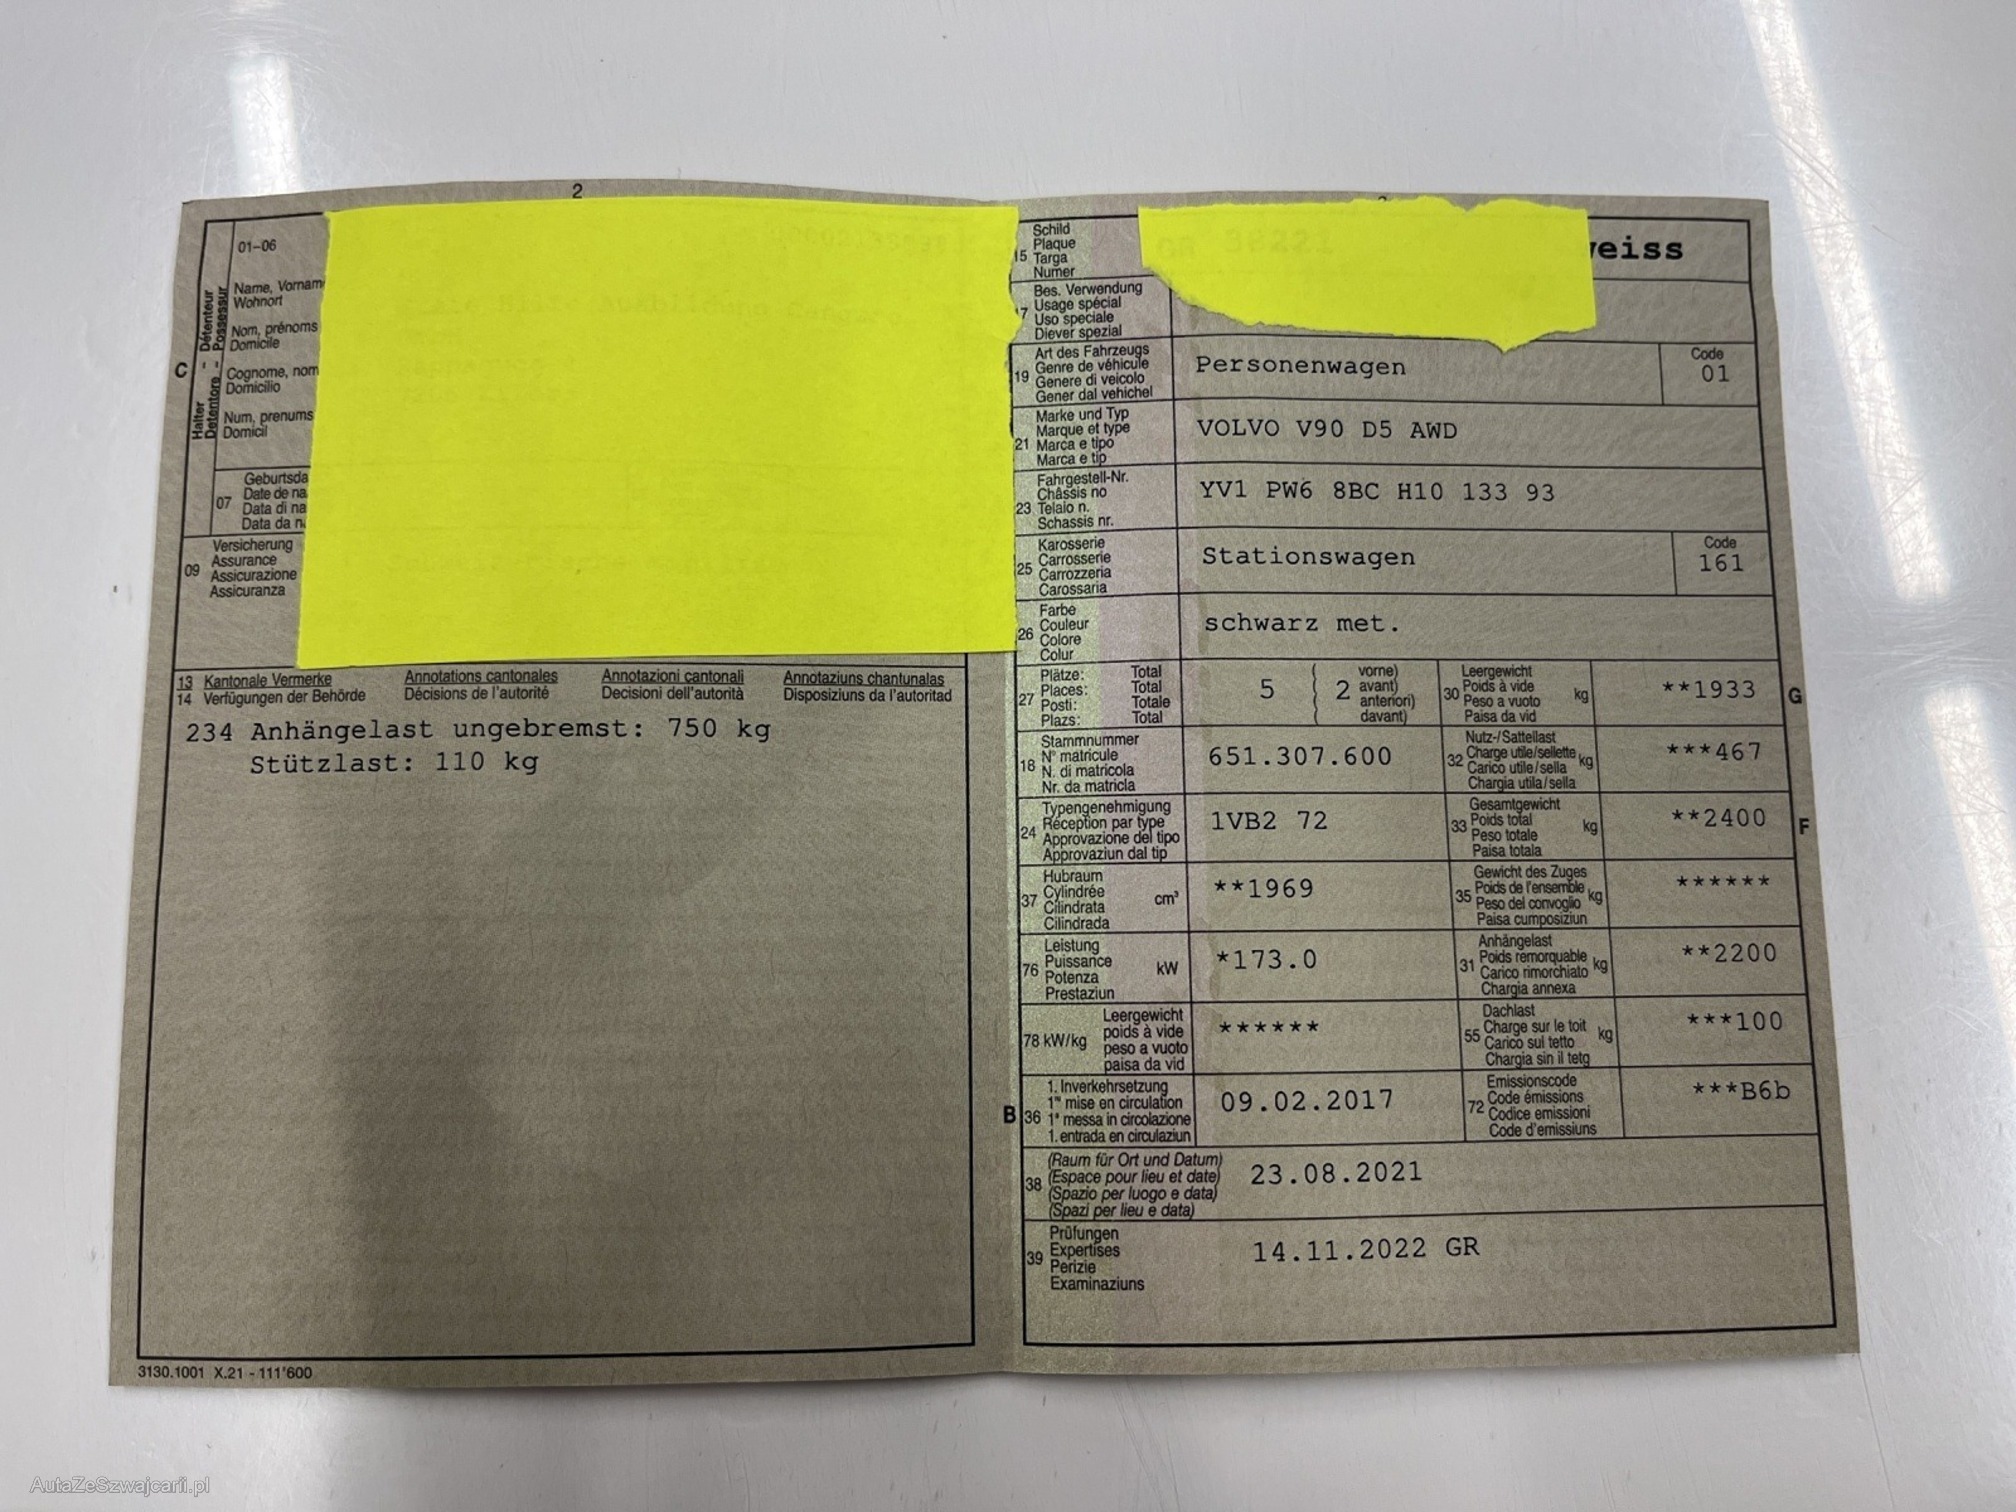 2
01-06
Name, Vornam
Wohnort
Nom, prénoms
Domicile
Cognome, nom
Domicilio
Num, prenums
Domicil
C
Halter - Détenteur
Detentore - Possessur
07
Geburtsda
Date de na
Data di na
Data da n
09
Versicherung
Assurance
Assicurazione
Assicuranza
13 Kantonale Vermerke Annotations cantonales Annotazioni cantonali Annotaziuns chantunalas
14 Verfügungen der Behörde Décisions de l'autorité Decisioni dell'autorità Disposiziuns da l'autoritad
234 Anhängelast ungebremst: 750 kg
Stützlast: 110 kg
3130.1001 X.21 - 111'600
15
Schild
Plaque
Targa
Numer
weiss
Bes. Verwendung
Usage spécial
Uso speciale
Diever spezial
19
Art des Fahrzeugs
Genre de véhicule
Genere di veicolo
Gener dal vehichel
Personenwagen
Code
01
21
Marke und Typ
Marque et type
Marca e tipo
Marca e tip
VOLVO V90 D5 AWD
23
Fahrgestell-Nr.
Châssis no
Telaio n.
Schassis nr.
YV1 PW6 8BC H10 133 93
25
Karosserie
Carrosserie
Carrozzeria
Carossaria
Stationswagen
Code
161
26
Farbe
Couleur
Colore
Colur
schwarz met.
27
Plätze: Total
Places: Total
Posti: Totale
Plazs: Total
5
2
vorne)
avant)
anteriori)
davant)
30
Leergewicht
Poids à vide
Peso a vuoto
Paisa da vid
kg
**1933
G
18
Stammnummer
N° matricule
N. di matricola
Nr. da matricla
651.307.600
32
Nutz-/Sattellast
Charge utile/sellette
Carico utile/sella
Chargia utila/sella
kg
***467
24
Typengenehmigung
Réception par type
Approvazione del tipo
Approvaziun dal tip
1VB2 72
33
Gesamtgewicht
Poids total
Peso totale
Paisa totala
kg
**2400
F
37
Hubraum
Cylindrée
Cilindrata
Cilindrada
cm³
**1969
35
Gewicht des Zuges
Poids de l'ensemble
Peso del convoglio
Paisa cumposiziun
kg
******
76
Leistung
Puissance
Potenza
Prestaziun
kW
*173.0
31
Anhängelast
Poids remorquable
Carico rimorchiato
Chargia annexa
kg
**2200
78 kW/kg
Leergewicht
poids à vide
peso a vuoto
paisa da vid
******
55
Dachlast
Charge sur le toit
Carico sul tetto
Chargia sin il tetg
kg
***100
B
36
1. Inverkehrsetzung
1re mise en circulation
1a messa in circolazione
1. entrada en circulaziun
09.02.2017
72
Emissionscode
Code émissions
Codice emissioni
Code d'emissiuns
***B6b
38
(Raum für Ort und Datum)
(Espace pour lieu et date)
(Spazio per luogo e data)
(Spazi per lieu e data)
23.08.2021
39
Prüfungen
Expertises
Perizie
Examinaziuns
14.11.2022 GR
AutaZeSzwajcarii.pl